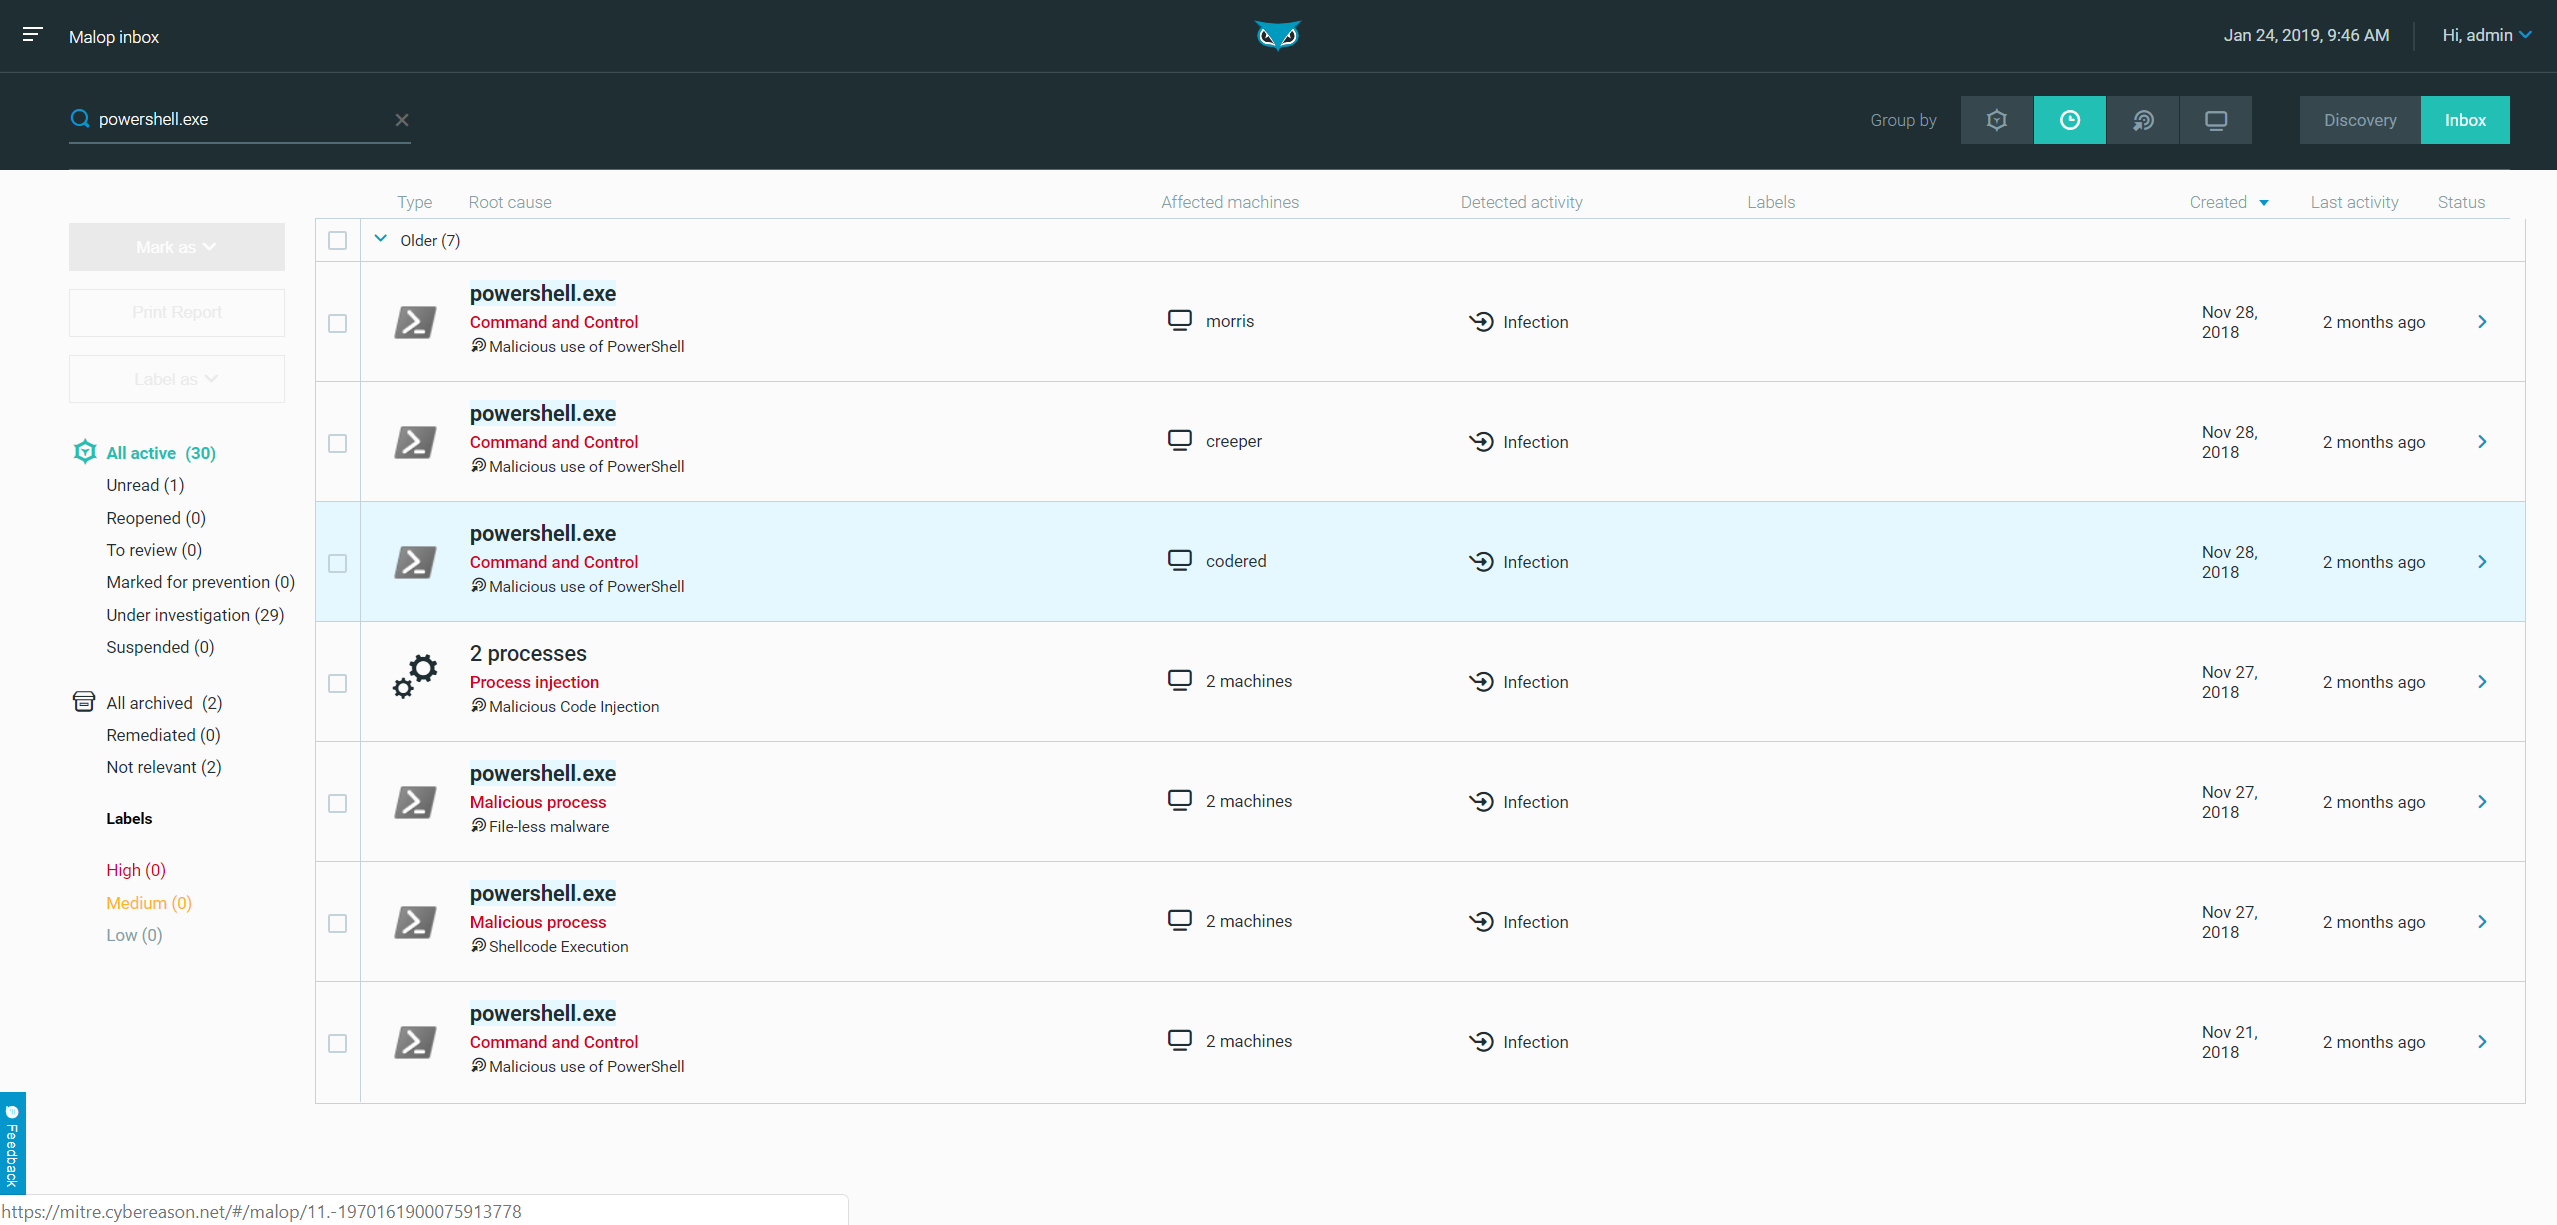 Malop inbox
Jan 24, 2019, 9:46 AM
Hi, admin
powershell.exe
Group by
Discovery
Inbox
Type
Root cause
Affected machines
Detected activity
Labels
Created
Last activity
Status
Mark as
Print Report
Label as
All active (30)
Unread (1)
Reopened (0)
To review (0)
Marked for prevention (0)
Under investigation (29)
Suspended (0)
All archived (2)
Remediated (0)
Not relevant (2)
Labels
High (0)
Medium (0)
Low (0)
Older (7)
powershell.exe
Command and Control
Malicious use of PowerShell
morris
Infection
Nov 28,
2018
2 months ago
powershell.exe
Command and Control
Malicious use of PowerShell
creeper
Infection
Nov 28,
2018
2 months ago
powershell.exe
Command and Control
Malicious use of PowerShell
codered
Infection
Nov 28,
2018
2 months ago
2 processes
Process injection
Malicious Code Injection
2 machines
Infection
Nov 27,
2018
2 months ago
powershell.exe
Malicious process
File-less malware
2 machines
Infection
Nov 27,
2018
2 months ago
powershell.exe
Malicious process
Shellcode Execution
2 machines
Infection
Nov 27,
2018
2 months ago
powershell.exe
Command and Control
Malicious use of PowerShell
2 machines
Infection
Nov 21,
2018
2 months ago
Feedback
https://mitre.cybereason.net/#/malop/11.-1970161900075913778